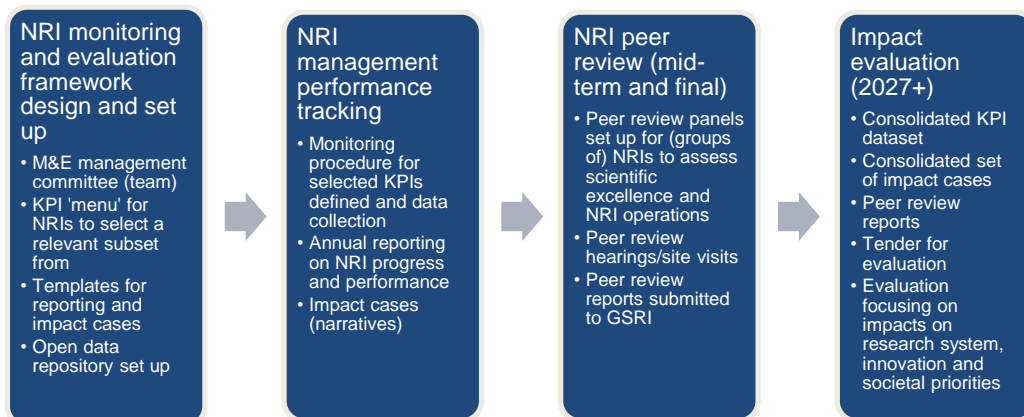 NRI monitoring
and evaluation
framework
design and set
up
• M&E management
committee (team)
• KPI 'menu' for
NRIs to select a
relevant subset
from
• Templates for
reporting and
impact cases
• Open data
repository set up
NRI
management
performance
tracking
• Monitoring
procedure for
selected KPIs
defined and data
collection
• Annual reporting
on NRI progress
and performance
• Impact cases
(narratives)
NRI peer
review (mid-
term and final)
• Peer review panels
set up for (groups
of) NRIs to assess
scientific
excellence and
NRI operations
• Peer review
hearings/site visits
• Peer review
reports submitted
to GSRI
Impact
evaluation
(2027+)
• Consolidated KPI
dataset
• Consolidated set
of impact cases
• Peer review
reports
• Tender for
evaluation
• Evaluation
focusing on
impacts on
research system,
innovation and
societal priorities